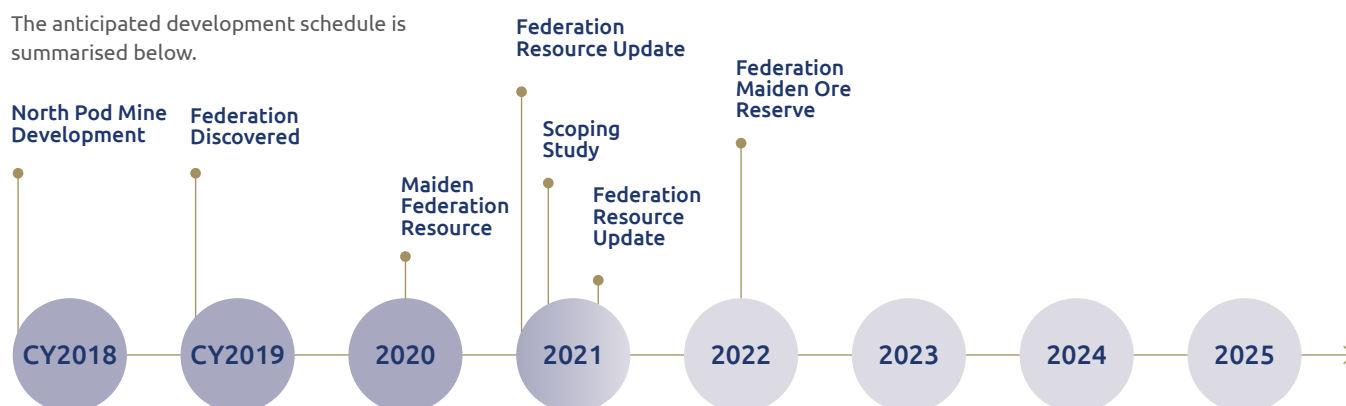 The anticipated development schedule is
summarised below.
North Pod Mine
Development
Federation
Discovered
Maiden
Federation
Resource
Federation
Resource Update
Scoping
Study
Federation
Resource
Update
Federation
Maiden Ore
Reserve
CY2018
CY2019
2020
2021
2022
2023
2024
2025